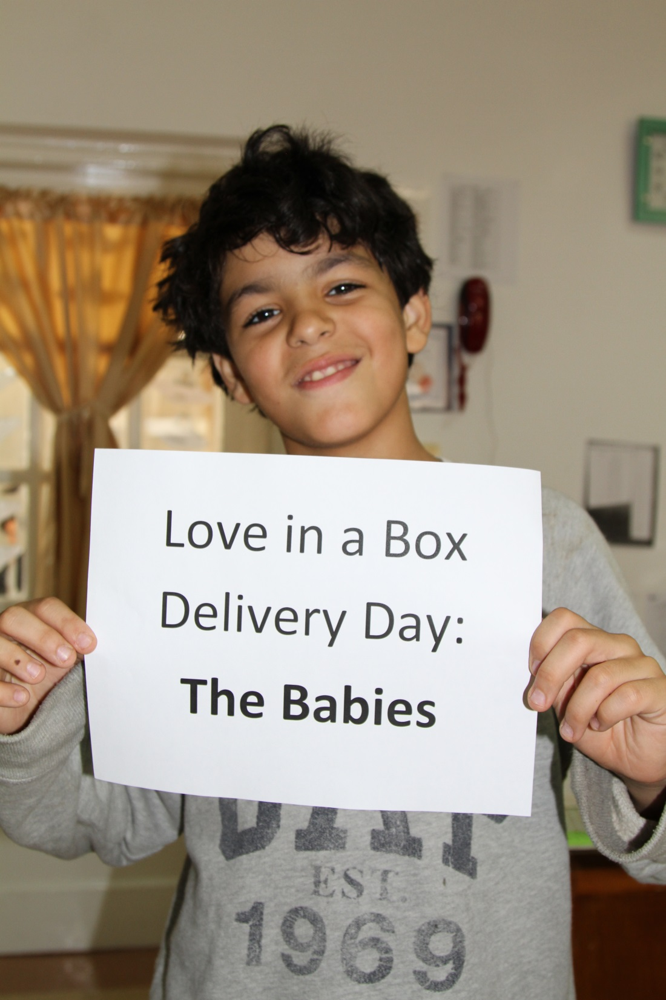 Love in a Box
Delivery Day:
The Babies
EST.
1969